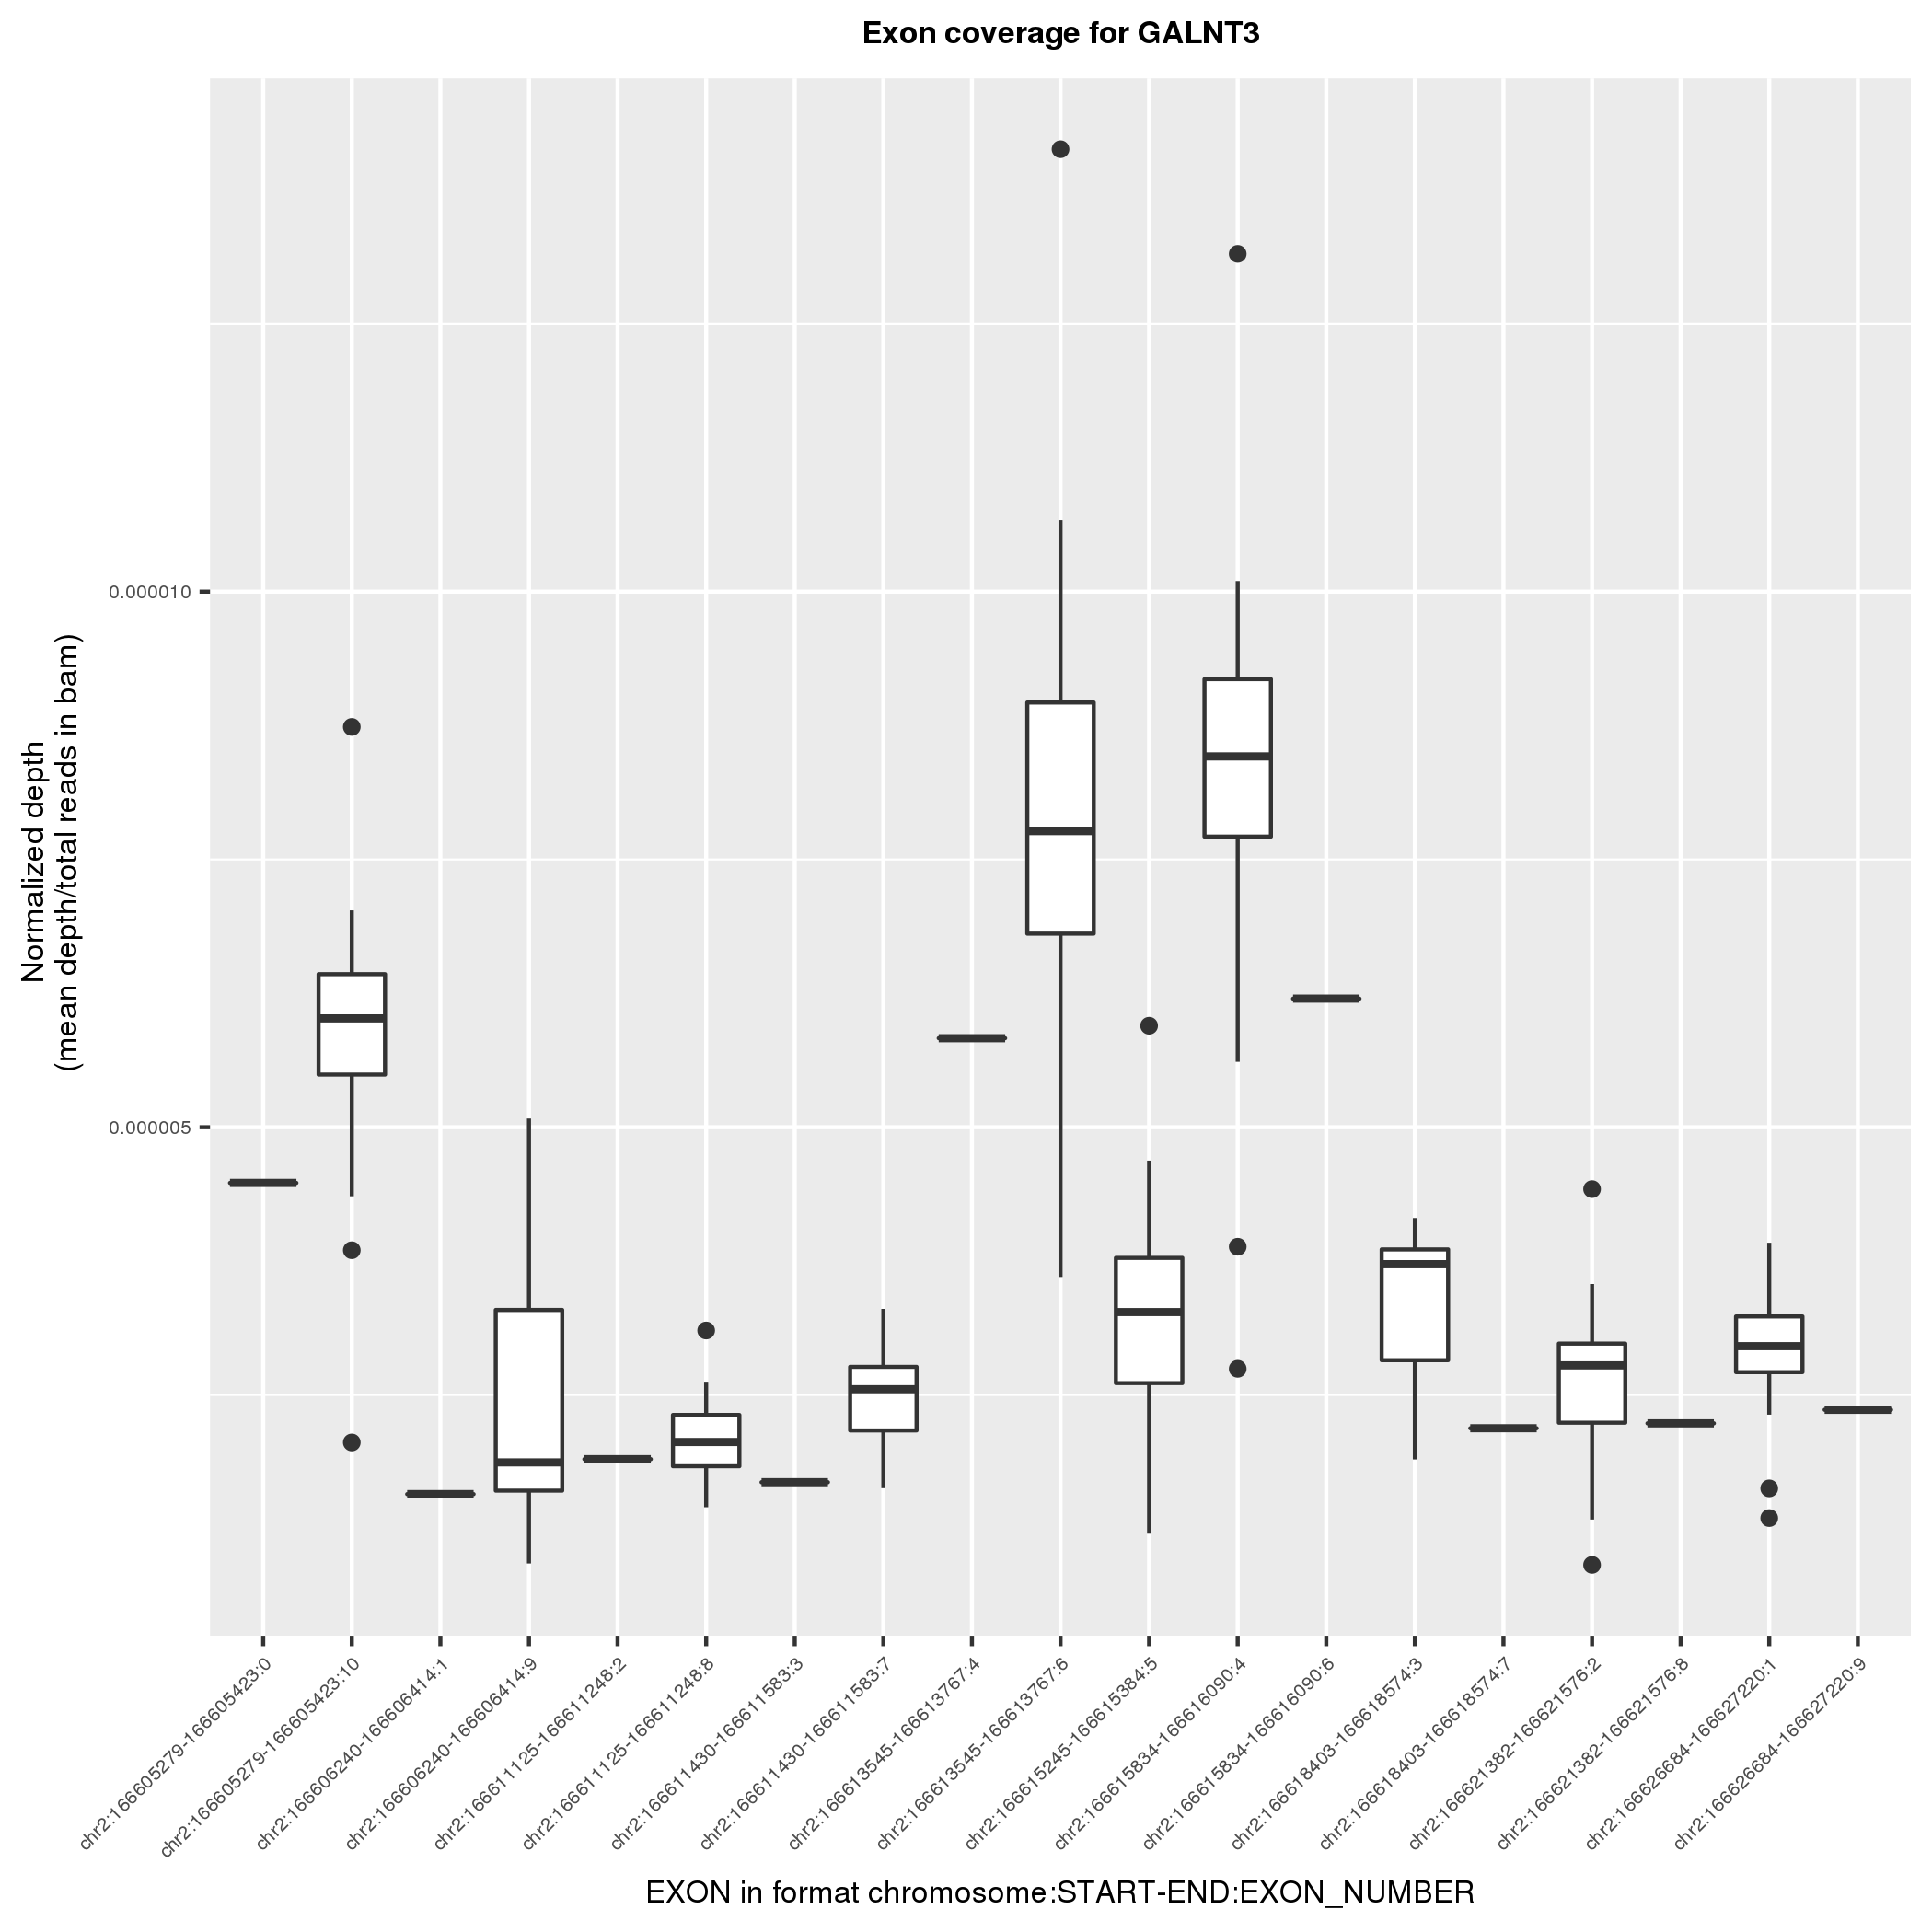 Exon coverage for GALNT3
Normalized depth
(mean depth/total reads in bam)
0.000010
0.000005
chr2:166605279-166605423:0
chr2:166605279-166605423:10
chr2:166606240-166606414:1
chr2:166606240-166606414:9
chr2:166611125-166611248:2
chr2:166611125-166611248:8
chr2:166611430-166611583:3
chr2:166611430-166611583:7
chr2:166613545-166613767:4
chr2:166613545-166613767:6
chr2:166615245-166615384:5
chr2:166615834-166616090:4
chr2:166615834-166616090:6
chr2:166618403-166618574:3
chr2:166618403-166618574:7
chr2:166621382-166621576:2
chr2:166621382-166621576:8
chr2:166626684-166627220:1
chr2:166626684-166627220:9
EXON in format chromosome:START-END:EXON_NUMBER